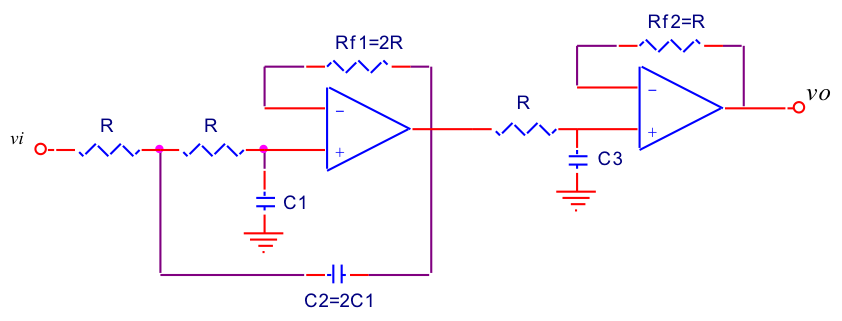 Rf2=R
Rf1=2R
vo
R
R
R
vi
C3
C1
C2=2C1